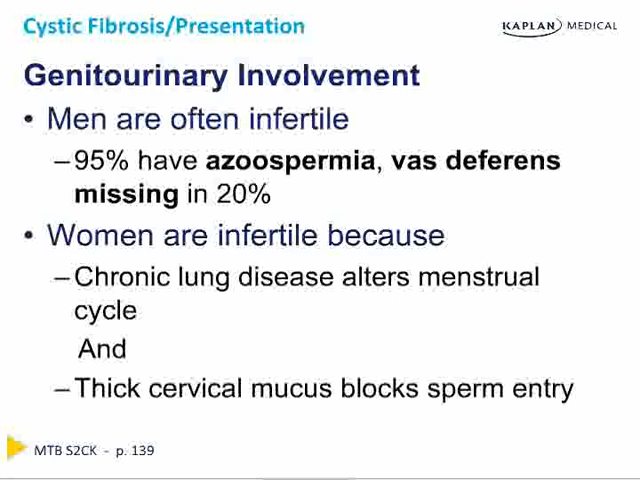 Cystic Fibrosis/Presentation
KAPLAN MEDICAL
Genitourinary Involvement
• Men are often infertile
–95% have azoospermia, vas deferens
missing in 20%
• Women are infertile because
–Chronic lung disease alters menstrual
cycle
And
–Thick cervical mucus blocks sperm entry
MTB S2CK - p. 139